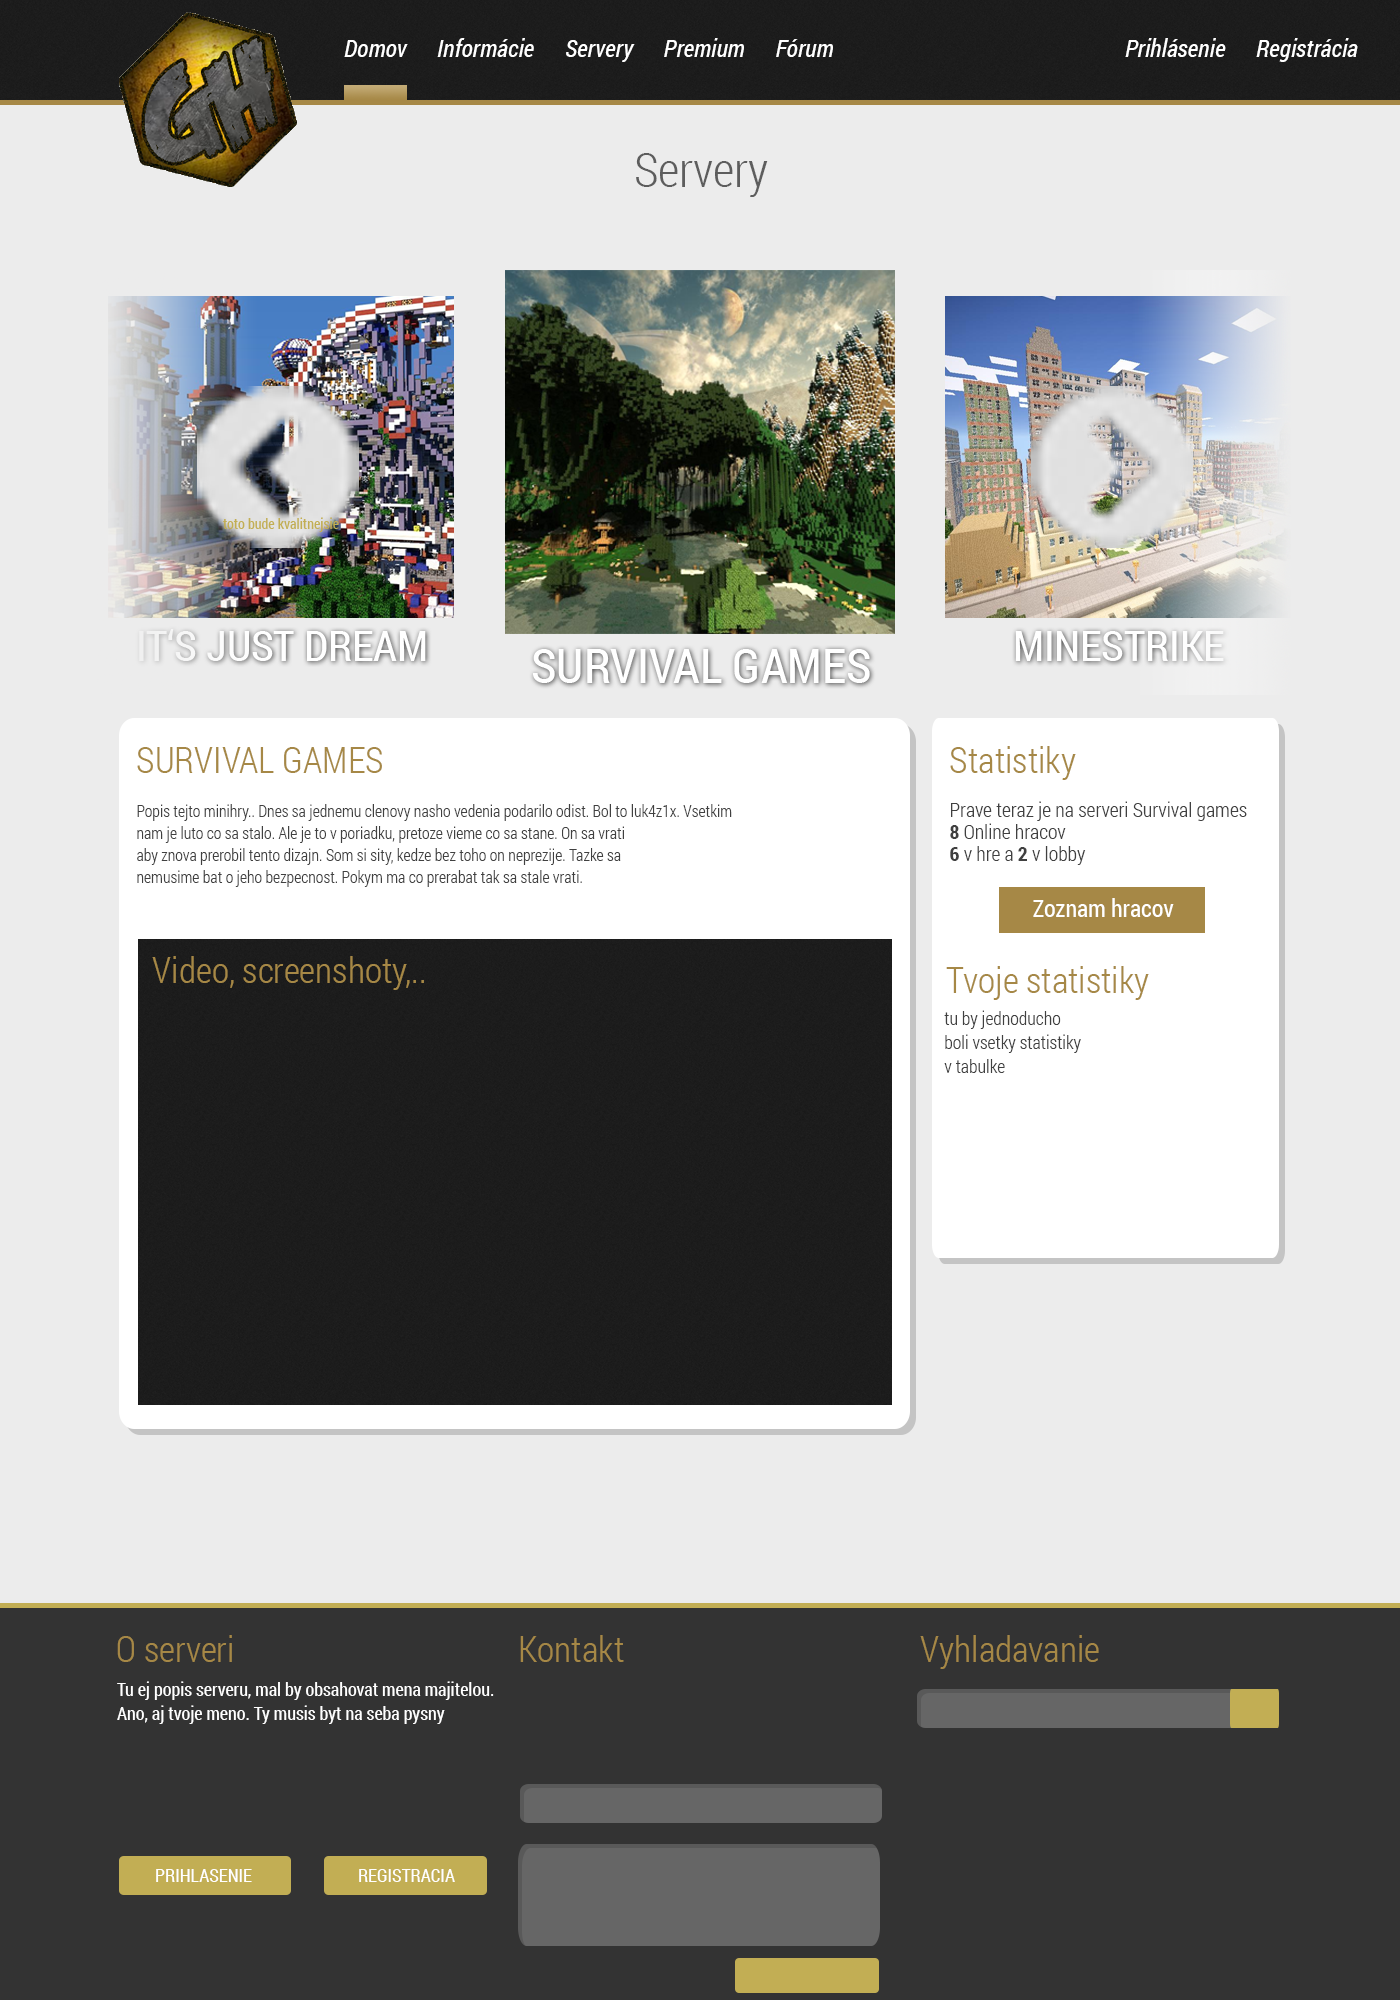 GH
Domov Informácie Servery Premium Fórum Prihlásenie Registrácia
Servery
toto bude kvalitnejsie
IT'S JUST DREAM
SURVIVAL GAMES
MINESTRIKE
SURVIVAL GAMES
Popis tejto minihry.. Dnes sa jednemu clenovy nasho vedenia podarilo odist. Bol to luk4z1x. Vsetkim
nam je luto co sa stalo. Ale je to v poriadku, pretoze vieme co sa stane. On sa vrati
aby znova prerobil tento dizajn. Som si sity, kedze bez toho on neprezije. Tazke sa
nemusime bat o jeho bezpecnost. Pokym ma co prerabat tak sa stale vrati.
Video, screenshoty,..
Statistiky
Prave teraz je na serveri Survival games
8 Online hracov
6 v hre a 2 v lobby
Zoznam hracov
Tvoje statistiky
tu by jednoducho
boli vsetky statistiky
v tabulke
O serveri
Tu ej popis serveru, mal by obsahovat mena majitelou.
Ano, aj tvoje meno. Ty musis byt na seba pysny
PRIHLASENIE REGISTRACIA
Kontakt
Vyhladavanie